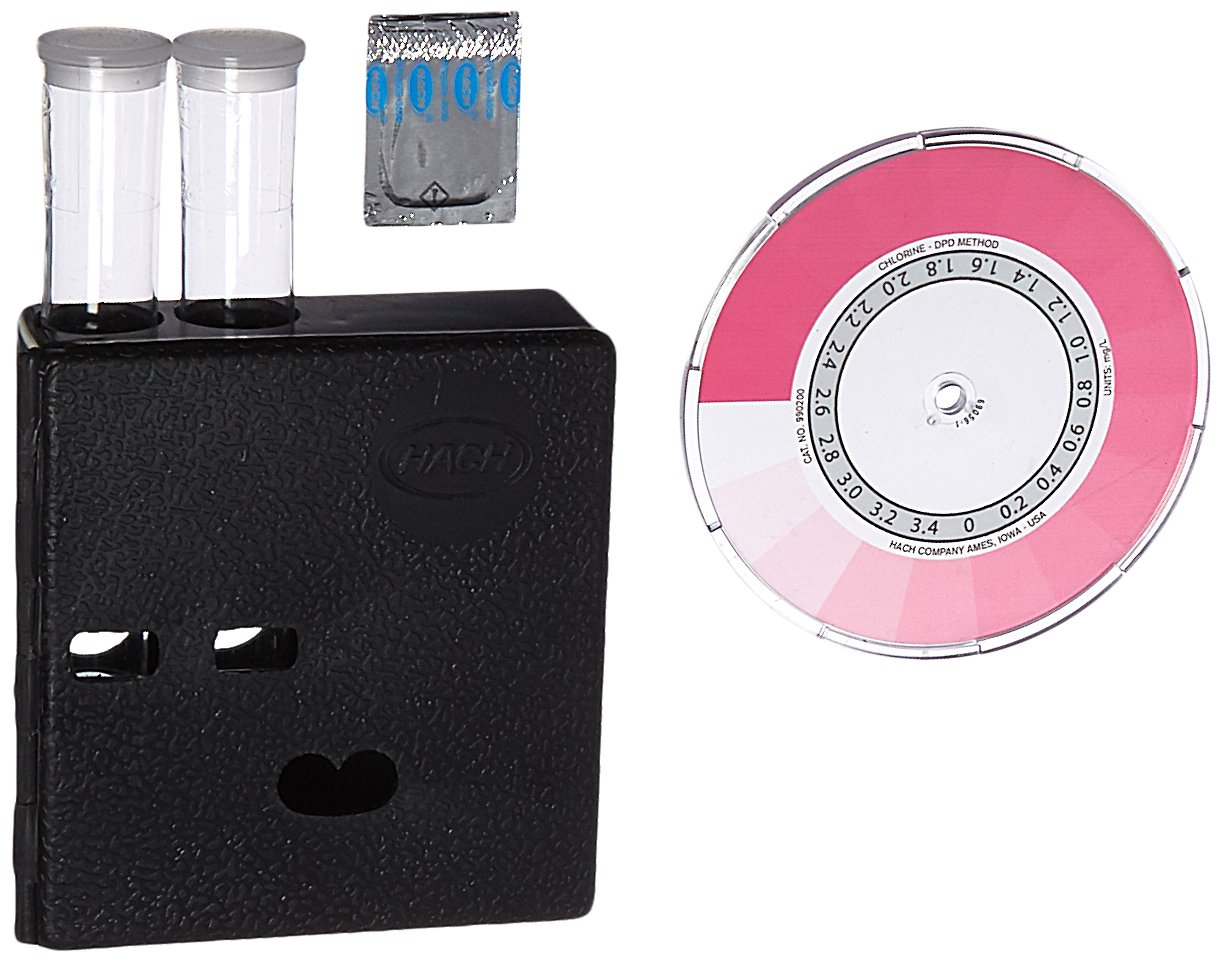 HACH
CHLORINE - DPD METHOD
UNITS: mg/L
HACH COMPANY AMES, IOWA - USA
CAT. NO. 990200
0 0.2 0.4 0.6 0.8 1.0 1.2 1.4 1.6 1.8 2.0 2.2 2.4 2.6 2.8 3.0 3.2 3.4